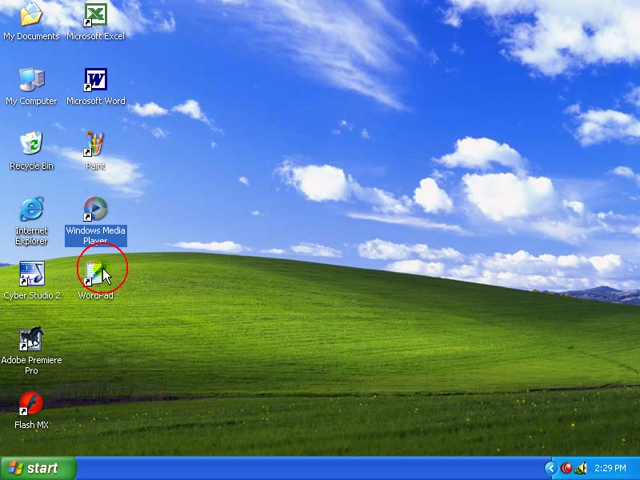 My Documents
Microsoft Excel
My Computer
Microsoft Word
Recycle Bin
Paint
Internet
Explorer
Windows Media
Player
Cyber Studio 2
WordPad
Adobe Premiere
Pro
Flash MX
start
2:29 PM